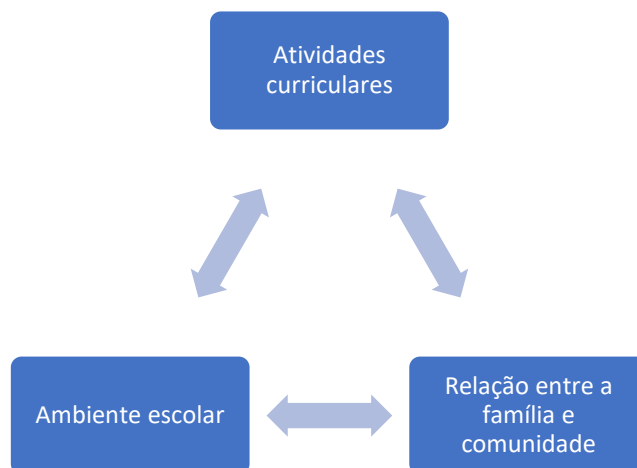 Atividades
curriculares
Ambiente escolar
Relação entre a
família e
comunidade